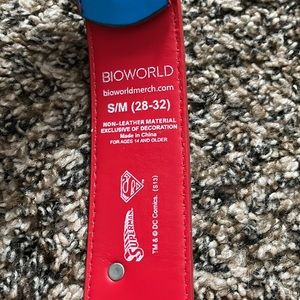 BIOWORLD
bioworldmerch.com
S/M (28-32)
NON-LEATHER MATERIAL
EXCLUSIVE OF DECORATION
Made in China
FOR AGES 14 AND OLDER
S
SUPERMAN
TM & © DC Comics. (S13)